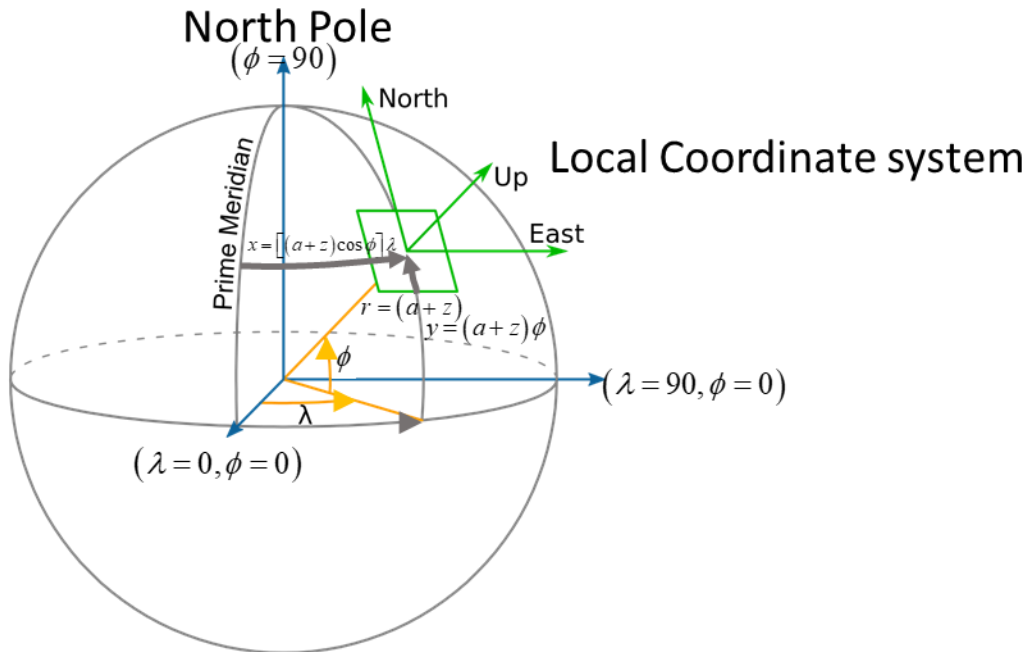 North Pole
(ϕ = 90)
North
Local Coordinate system
Up
East
Prime Meridian
x = [(a + z) cos ϕ] λ
r = (a + z)
y = (a + z) ϕ
ϕ
(λ = 90, ϕ = 0)
λ
(λ = 0, ϕ = 0)